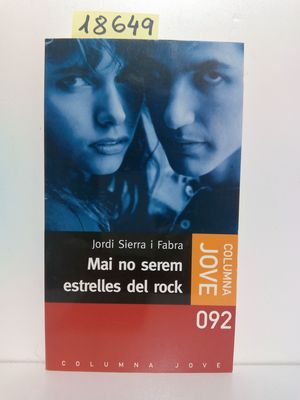 18649
Jordi Sierra i Fabra
Mai no serem
estrelles del rock
COLUMNA
JOVE
092
COLUMNA JOVE